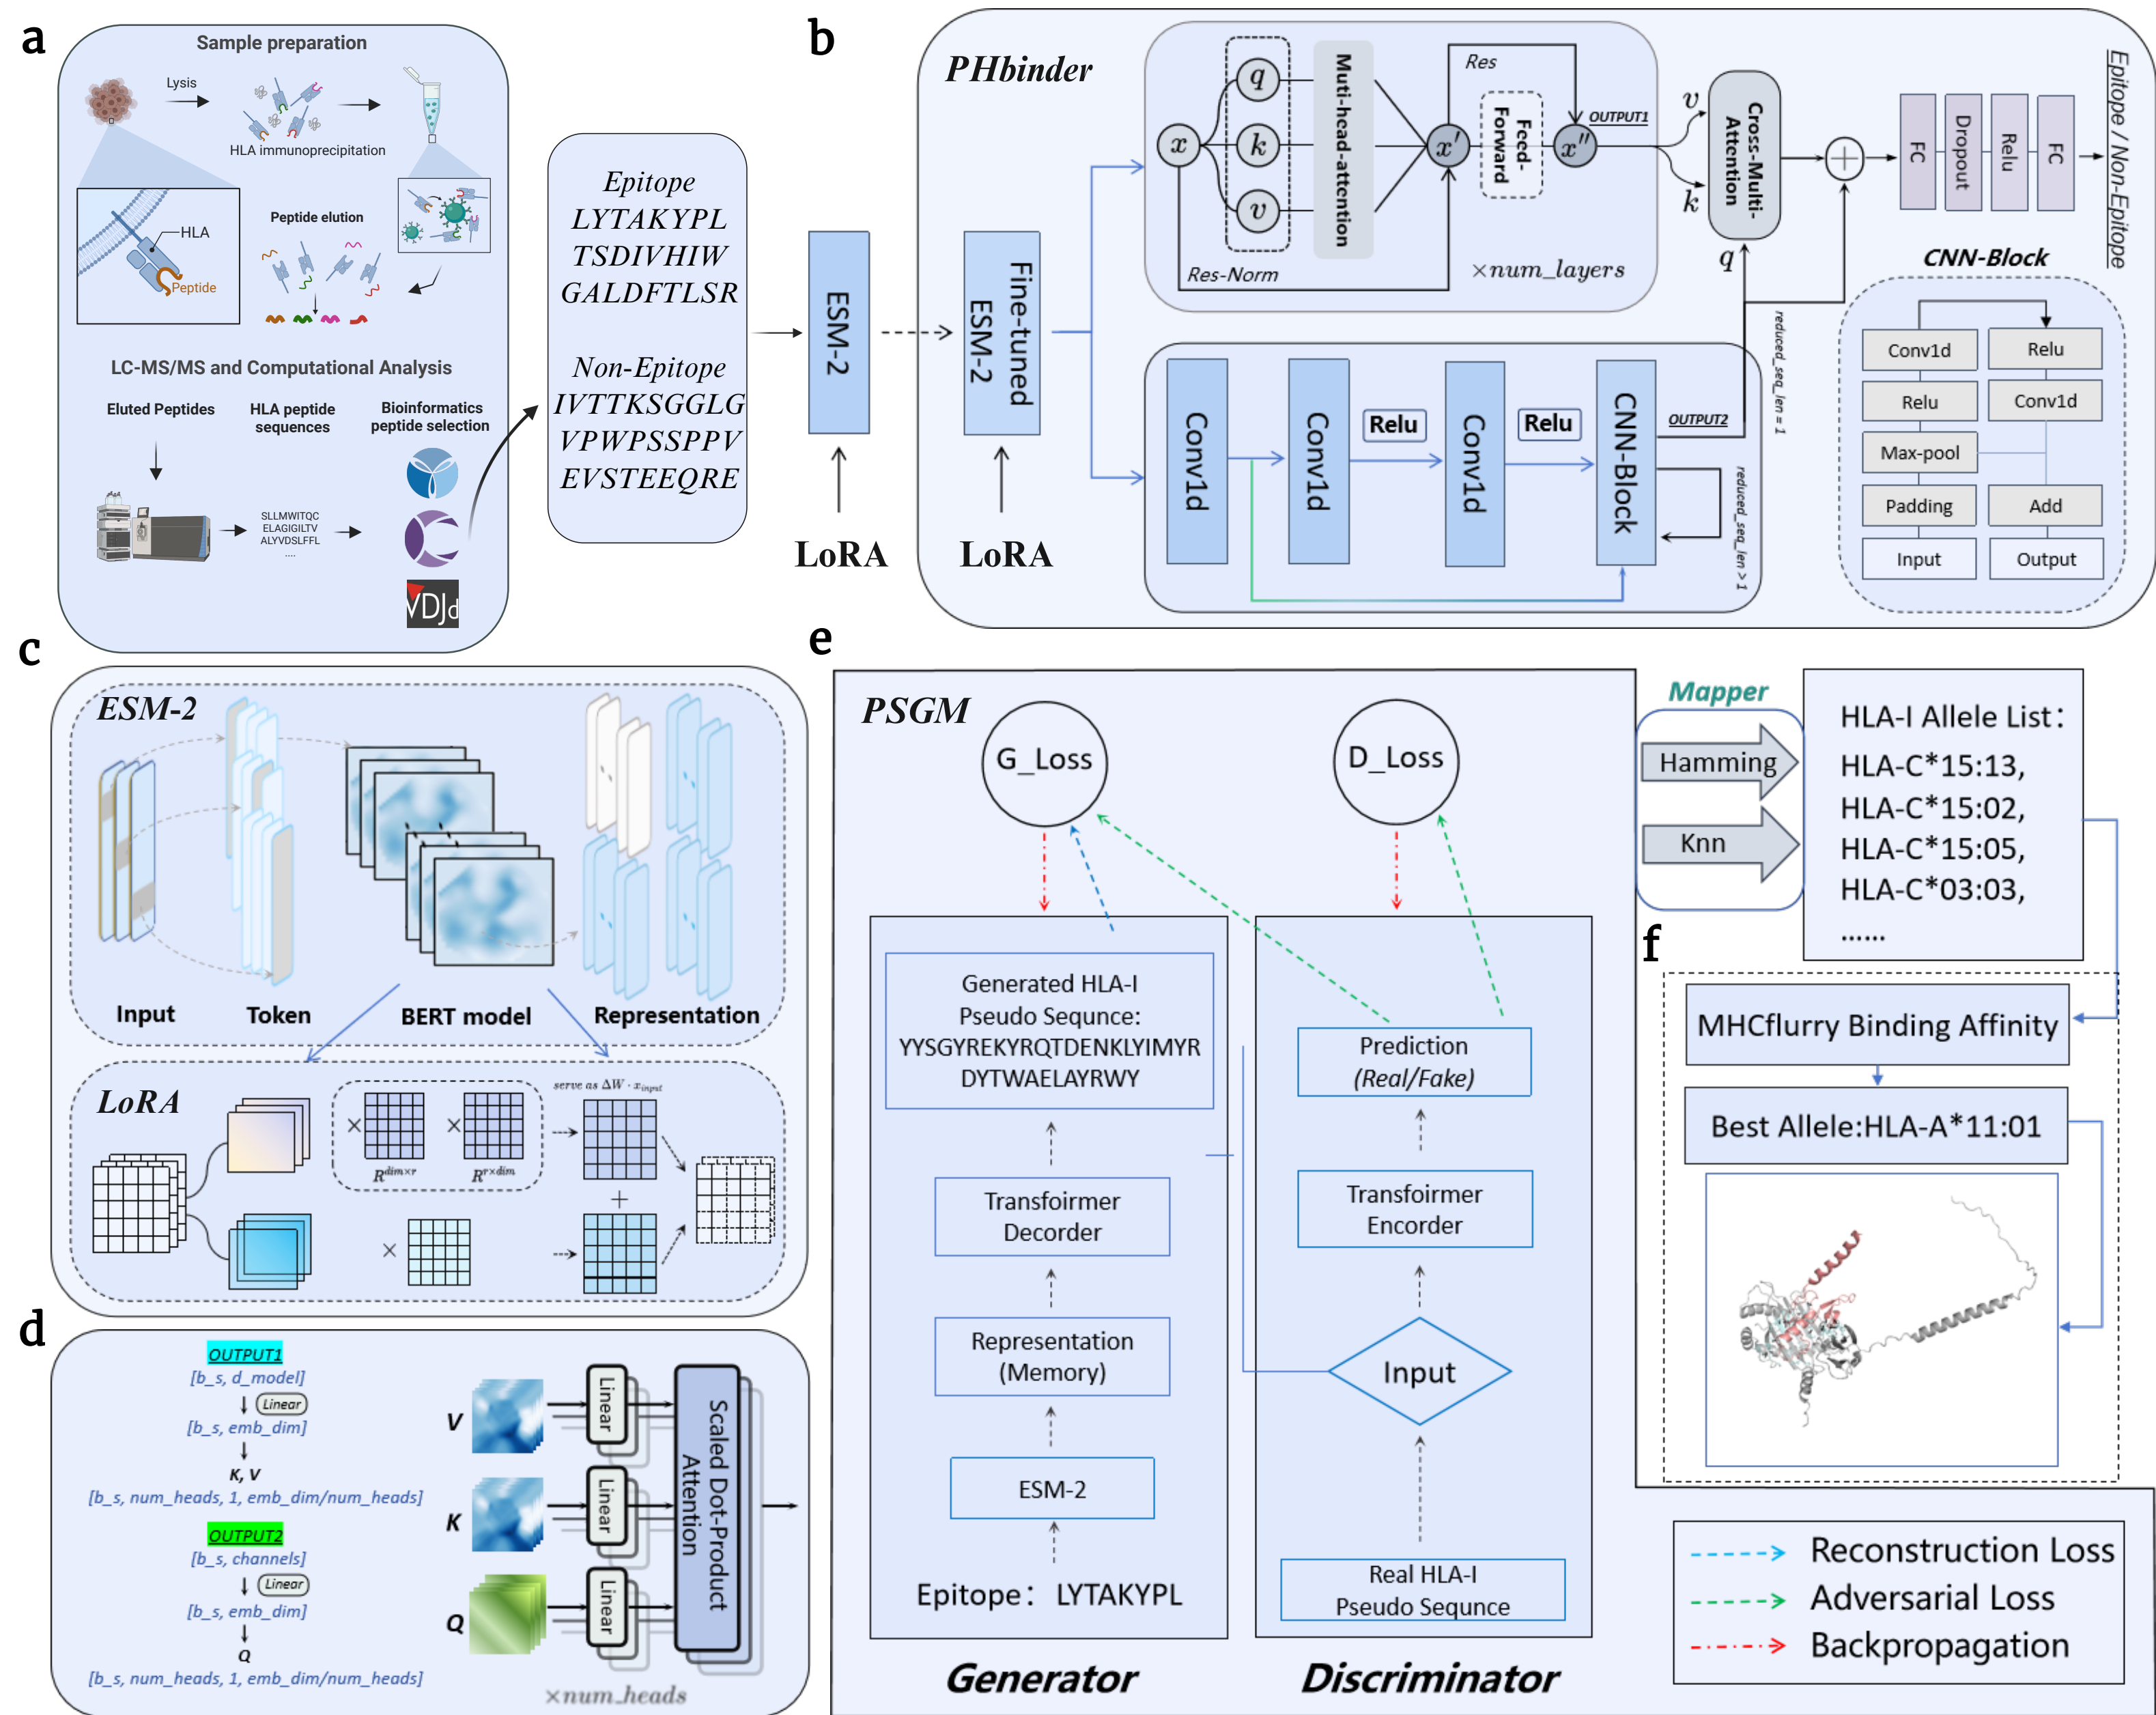 a
Sample preparation
Lysis
HLA immunoprecipitation
HLA
Peptide
Peptide elution
LC-MS/MS and Computational Analysis
Eluted Peptides
HLA peptide
sequences
Bioinformatics
peptide selection
SLLMWITQC
ELAGIGILTV
ALYVDSLFFL
....
VDJd
Epitope
LYTAKYPL
TSDIVHIW
GALDFTLSR
Non-Epitope
IVTTKSGGLG
VPWPSSPPV
EVSTEEQRE
ESM-2
LoRA
b
PHbinder
Fine-tuned
ESM-2
LoRA
x
q
k
v
Muti-head-attention
x'
Res
Feed-
Forward
x''
OUTPUT1
Res-Norm
×num_layers
v
k
q
Cross-Multi-
Attention
+
FC
Dropout
Relu
FC
Epitope / Non-Epitope
Conv1d
Conv1d
Relu
Conv1d
Relu
CNN-Block
OUTPUT2
reduced_seq_len = 1
reduced_seq_len > 1
CNN-Block
Conv1d
Relu
Relu
Conv1d
Max-pool
Padding
Add
Input
Output
c
ESM-2
Input
Token
BERT model
Representation
LoRA
×
×
R^{dim×r}
R^{r×dim}
serve as ΔW · x_{input}
+
×
d
OUTPUT1
[b_s, d_model]
Linear
[b_s, emb_dim]
K, V
[b_s, num_heads, 1, emb_dim/num_heads]
OUTPUT2
[b_s, channels]
Linear
[b_s, emb_dim]
Q
[b_s, num_heads, 1, emb_dim/num_heads]
V
K
Q
Linear
Linear
Linear
Scaled Dot-Product
Attention
×num_heads
e
PSGM
G_Loss
D_Loss
Generated HLA-I
Pseudo Sequnce:
YYSGYREKYRQTDENKLYIMYR
DYTWAELAYRWY
Transfoirmer
Decorder
Representation
(Memory)
ESM-2
Epitope: LYTAKYPL
Generator
Prediction
(Real/Fake)
Transfoirmer
Encorder
Input
Real HLA-I
Pseudo Sequnce
Discriminator
Mapper
Hamming
Knn
HLA-I Allele List:
HLA-C*15:13,
HLA-C*15:02,
HLA-C*15:05,
HLA-C*03:03,
......
f
MHCflurry Binding Affinity
Best Allele:HLA-A*11:01
Reconstruction Loss
Adversarial Loss
Backpropagation